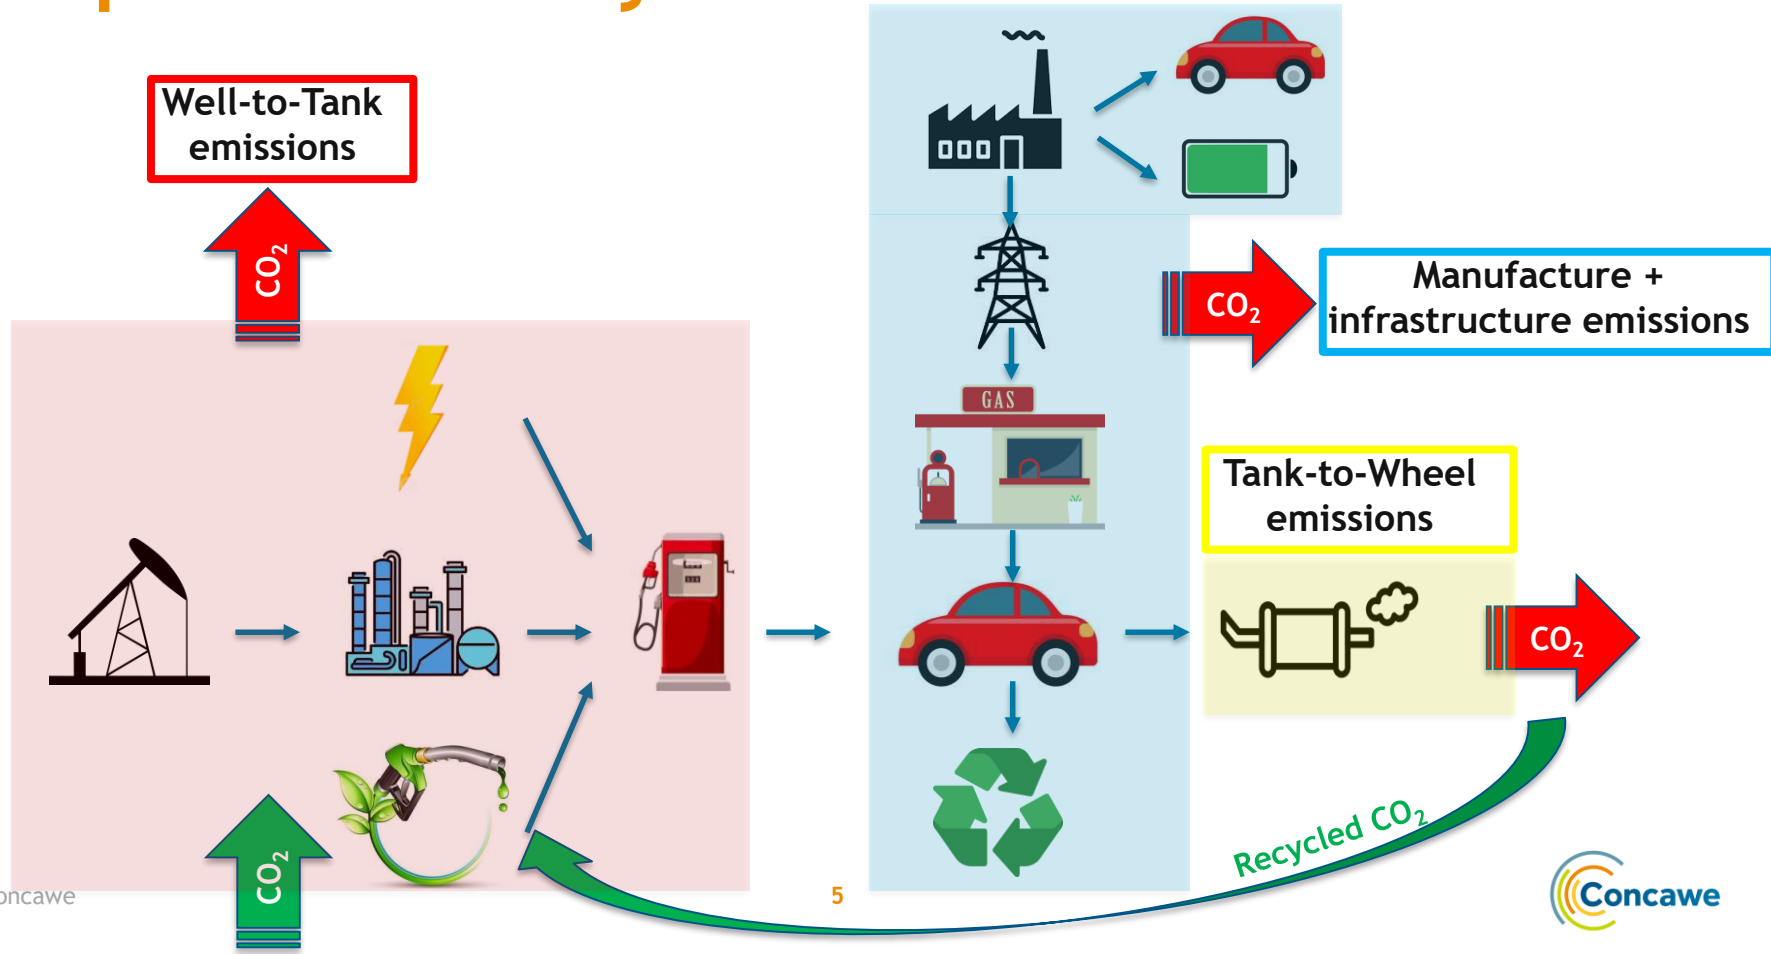 Well-to-Tank
emissions
CO₂
CO₂
Manufacture +
infrastructure emissions
GAS
Tank-to-Wheel
emissions
CO₂
CO₂
Recycled CO₂
5
Concawe